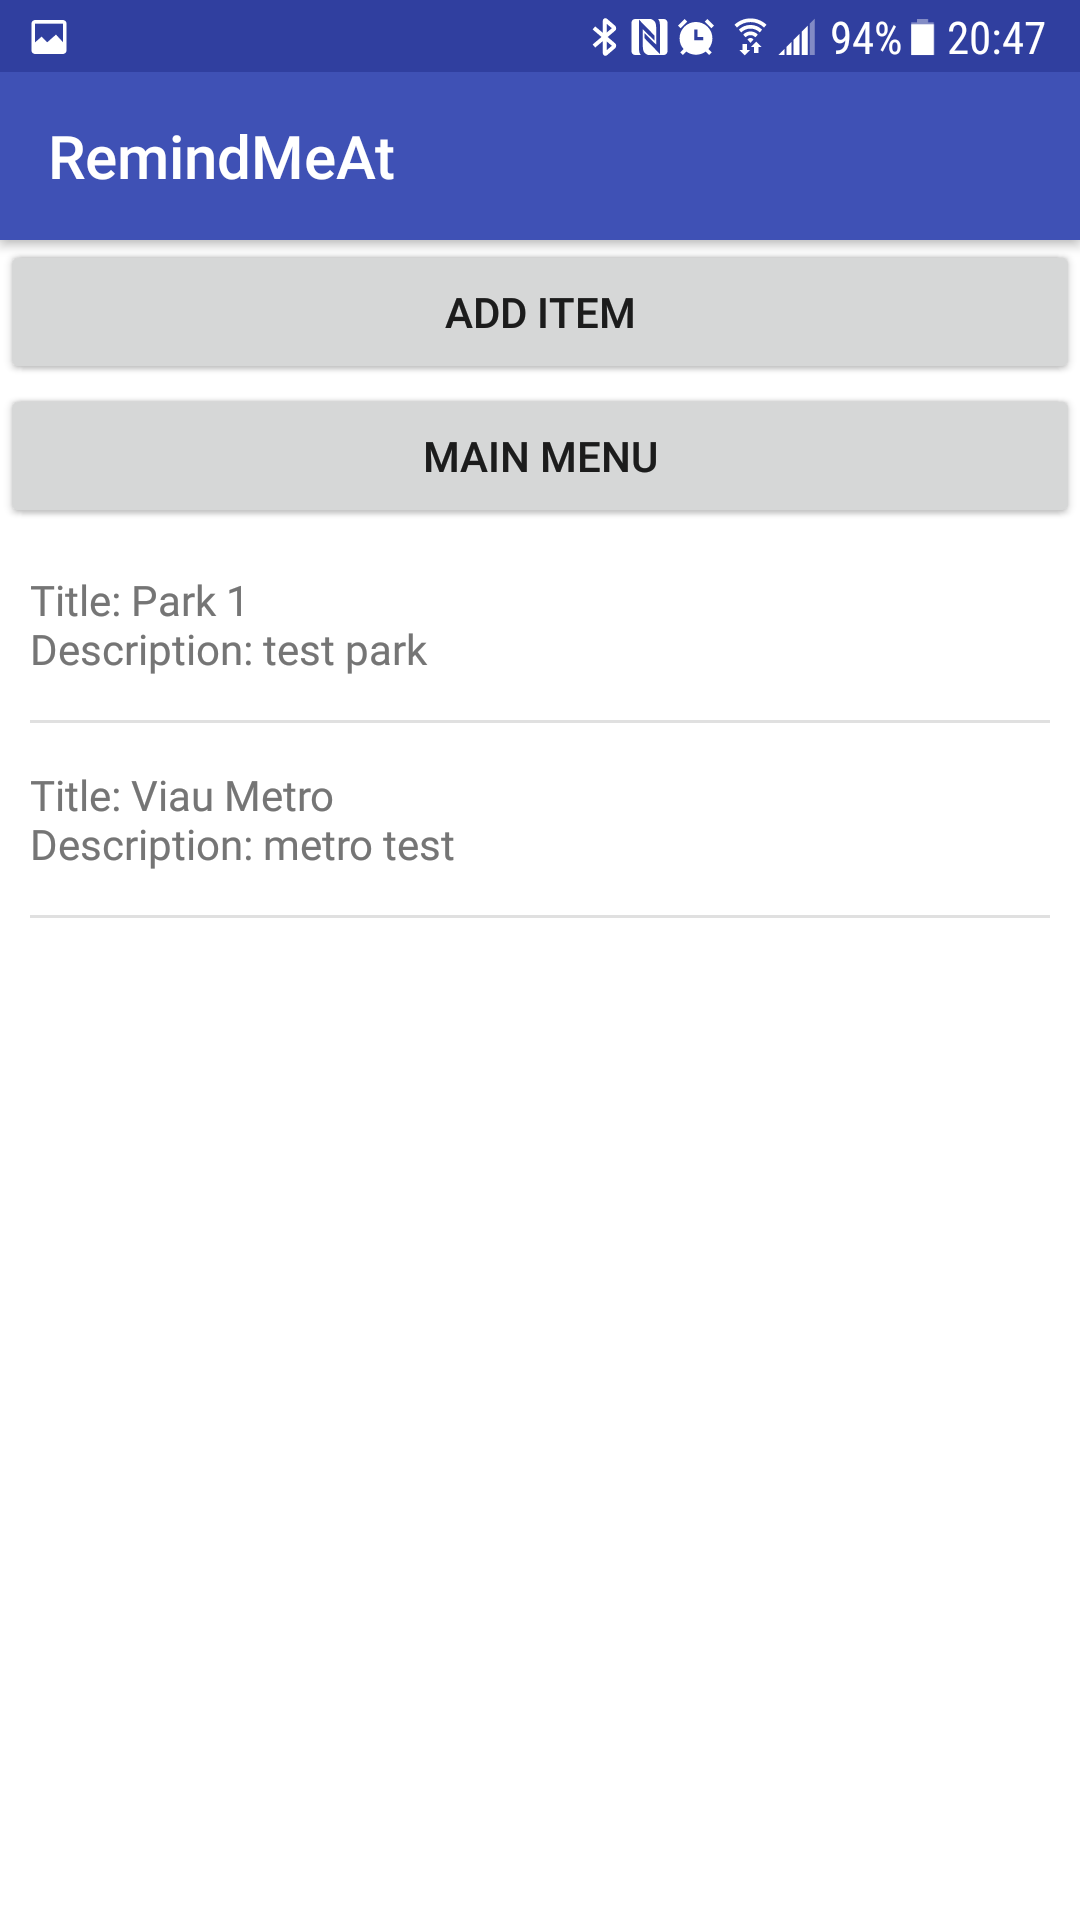 94% 20:47
RemindMeAt
ADD ITEM
MAIN MENU
Title: Park 1
Description: test park
Title: Viau Metro
Description: metro test